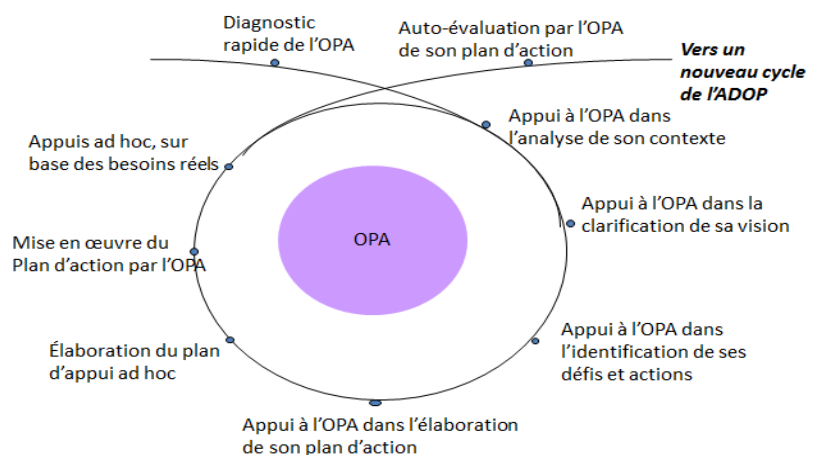 Diagnostic
rapide de l'OPA
Auto-évaluation par l'OPA
de son plan d'action
Vers un
nouveau cycle
de l'ADOP
Appui à l'OPA dans
l'analyse de son contexte
Appui à l'OPA dans la
clarification de sa vision
Appui à l'OPA dans
l'identification de ses
défis et actions
Appui à l'OPA dans l'élaboration
de son plan d'action
Élaboration du plan
d'appui ad hoc
Mise en œuvre du
Plan d'action par l'OPA
Appuis ad hoc, sur
base des besoins réels
OPA